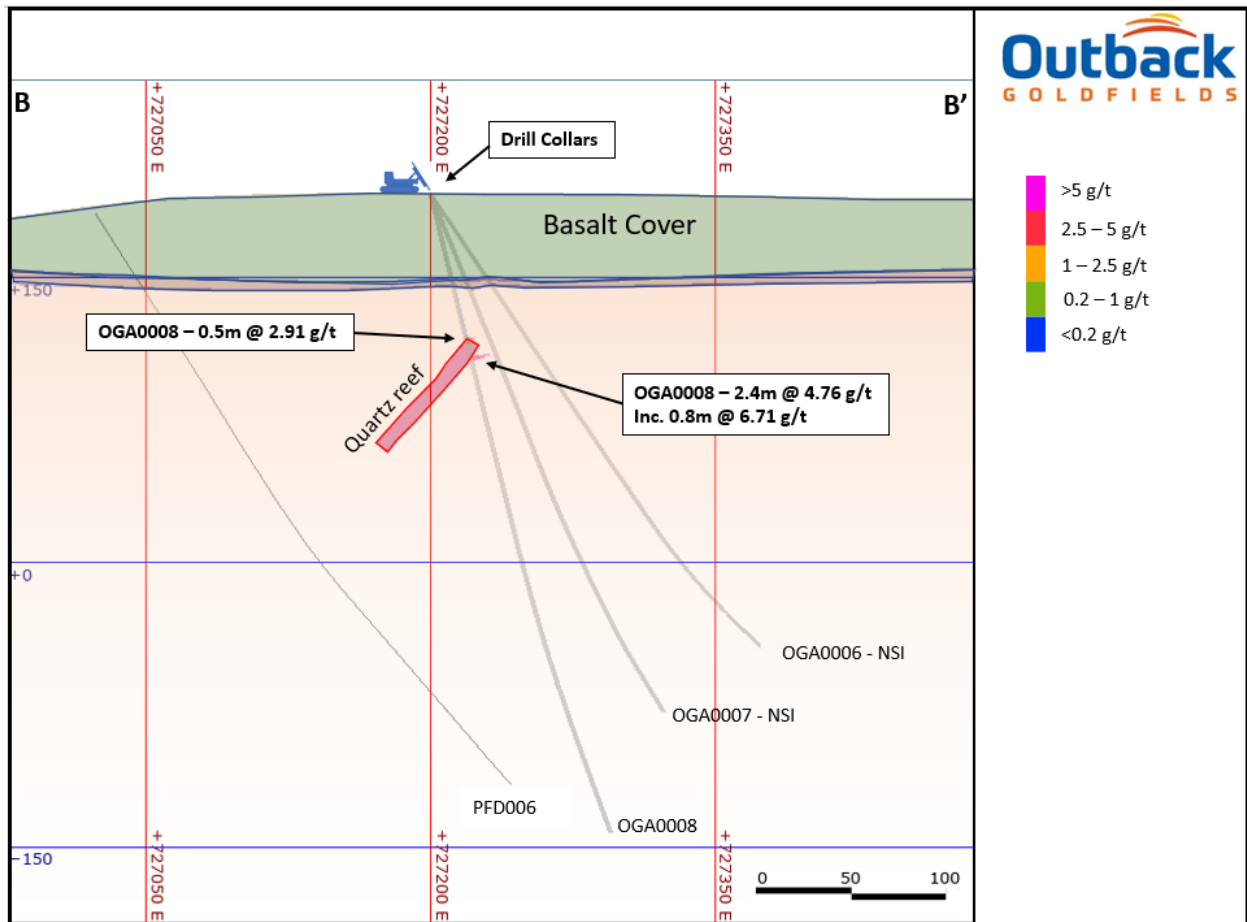 B
B’
+727050 E
+727200 E
+727350 E
Outback
GOLDFIELDS
Drill Collars
>5 g/t
2.5 – 5 g/t
1 – 2.5 g/t
0.2 – 1 g/t
<0.2 g/t
Basalt Cover
+150
OGA0008 – 0.5m @ 2.91 g/t
Quartz reef
OGA0008 – 2.4m @ 4.76 g/t
Inc. 0.8m @ 6.71 g/t
+0
OGA0006 - NSI
OGA0007 - NSI
PFD006
OGA0008
-150
+727050 E
+727200 E
+727350 E
0 50 100